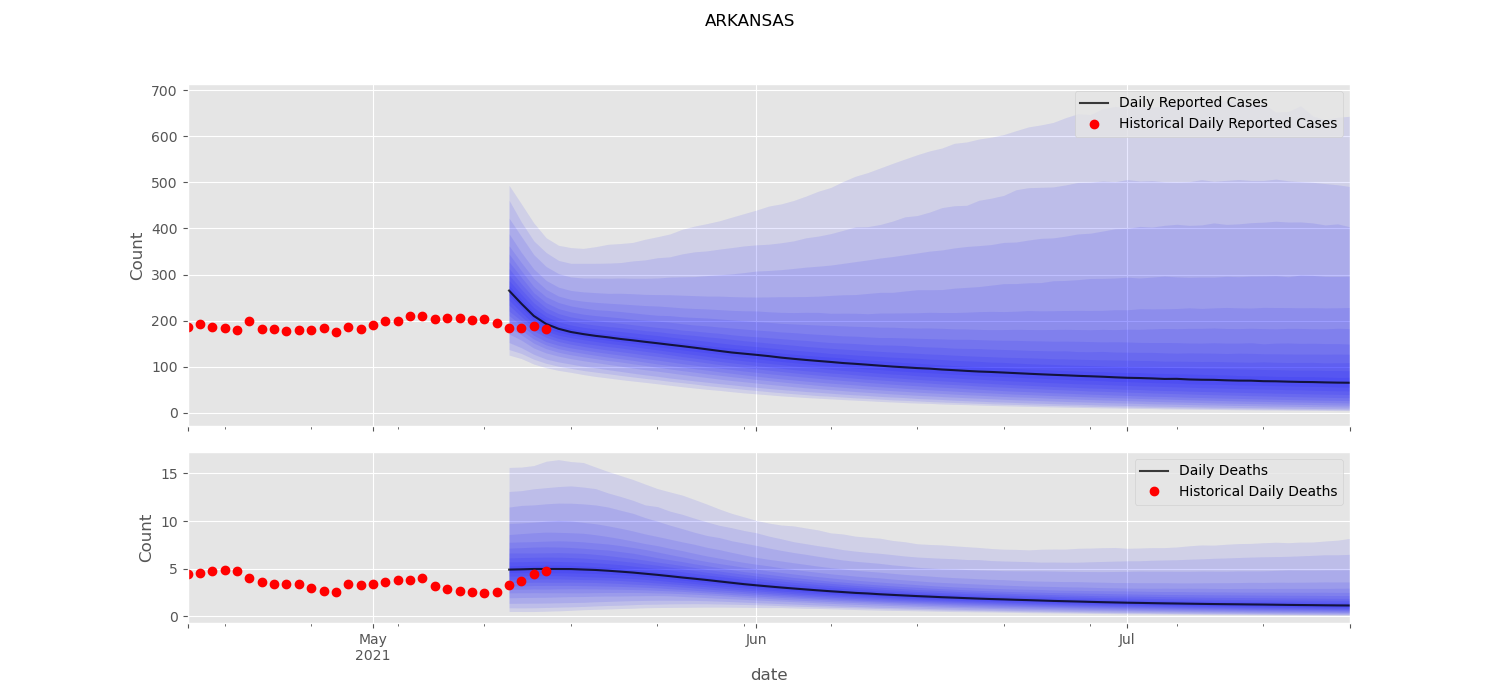 ARKANSAS
700
600
500
400
300
200
100
0
Count
Daily Reported Cases
Historical Daily Reported Cases
15
10
5
0
Count
Daily Deaths
Historical Daily Deaths
May
2021
Jun
Jul
date